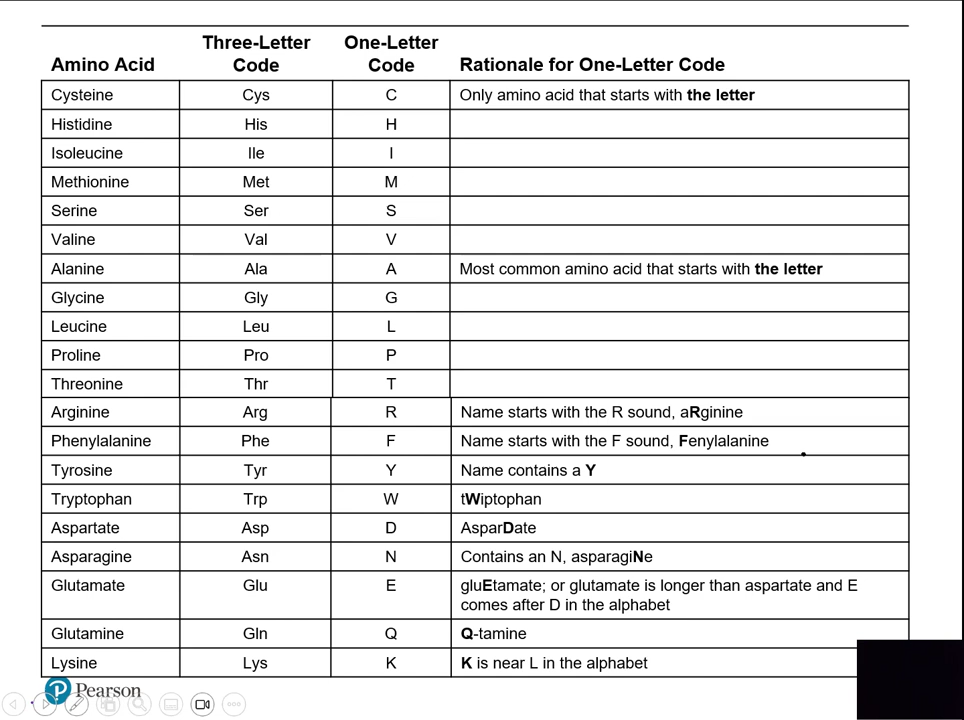 Three-Letter One-Letter
Amino Acid Code Code Rationale for One-Letter Code
Cysteine Cys C Only amino acid that starts with the letter
Histidine His H
Isoleucine Ile I
Methionine Met M
Serine Ser S
Valine Val V
Alanine Ala A Most common amino acid that starts with the letter
Glycine Gly G
Leucine Leu L
Proline Pro P
Threonine Thr T
Arginine Arg R Name starts with the R sound, aRginine
Phenylalanine Phe F Name starts with the F sound, Fenylalanine
Tyrosine Tyr Y Name contains a Y
Tryptophan Trp W tWiptophan
Aspartate Asp D AsparDate
Asparagine Asn N Contains an N, asparagiNe
Glutamate Glu E gluEtamate; or glutamate is longer than aspartate and E
comes after D in the alphabet
Glutamine Gln Q Q-tamine
Lysine Lys K K is near L in the alphabet
P Pearson